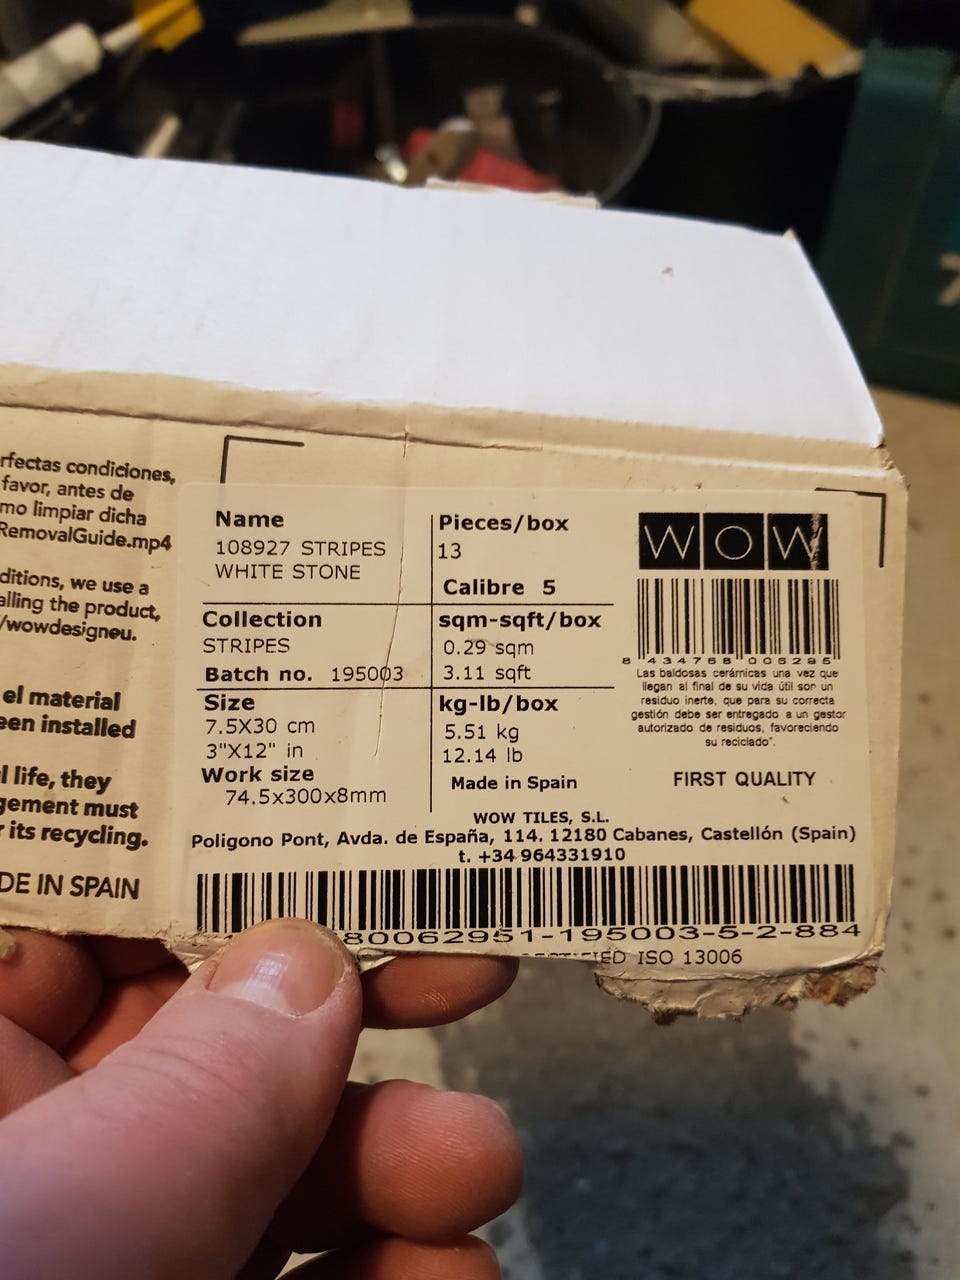 rfectas condiciones,
favor, antes de
mo limpiar dicha
RemovalGuide.mp4
ditions, we use a
alling the product,
/wowdesigneu.
el material
een installed
l life, they
gement must
r its recycling.
DE IN SPAIN
Name
108927 STRIPES
WHITE STONE
Collection
STRIPES
Batch no. 195003
Size
7.5X30 cm
3"X12" in
Work size
74.5x300x8mm
Pieces/box
13
Calibre 5
sqm-sqft/box
0.29 sqm
3.11 sqft
kg-lb/box
5.51 kg
12.14 lb
Made in Spain
WOW
8 434768 006295
Las baldosas cerámicas una vez que
llegan al final de su vida útil son un
residuo inerte, que para su correcta
gestión debe ser entregado a un gestor
autorizado de residuos, favoreciendo
su reciclado".
FIRST QUALITY
WOW TILES, S.L.
Poligono Pont, Avda. de España, 114. 12180 Cabanes, Castellón (Spain)
t. +34 964331910
80062951-195003-5-2-884
IED ISO 13006